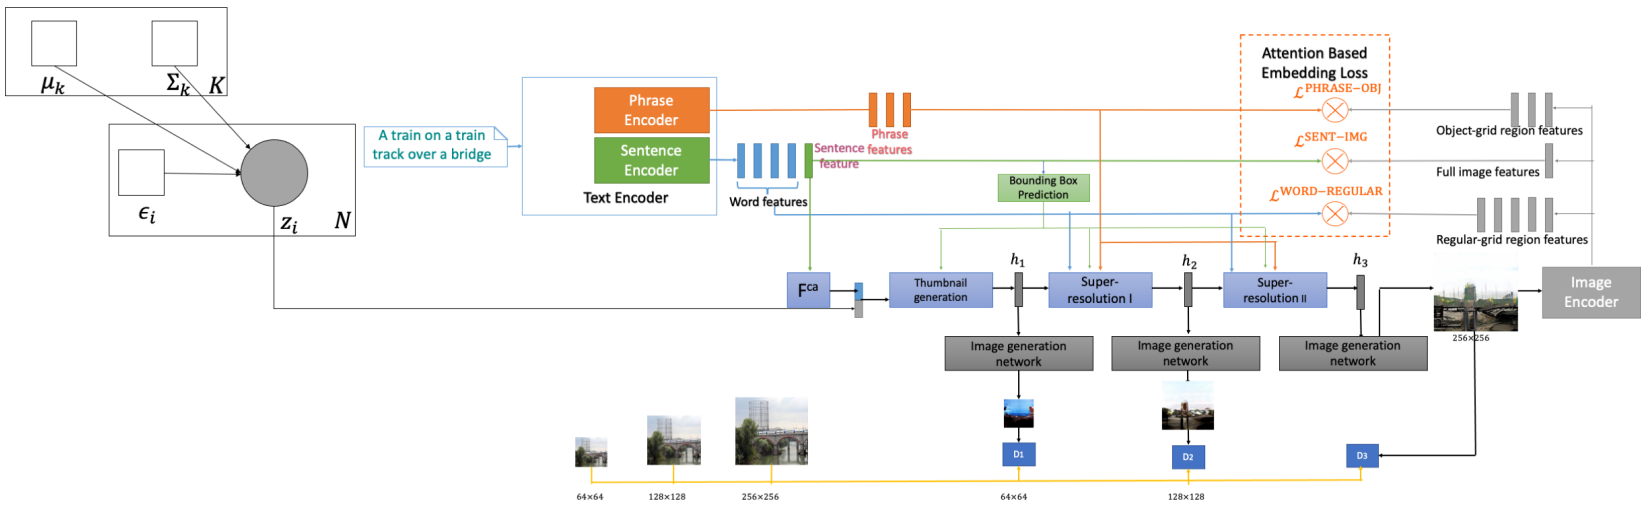 μₖ
Σₖ
K
ϵᵢ
zᵢ
N
A train on a train
track over a bridge
Phrase
Encoder
Sentence
Encoder
Text Encoder
Word features
Sentence
feature
Phrase
features
Bounding Box
Prediction
Attention Based
Embedding Loss
ℒ^PHRASE−OBJ
ℒ^SENT−IMG
ℒ^WORD−REGULAR
Object-grid region features
Full image features
Regular-grid region features
F^ca
Thumbnail
generation
h₁
Super-
resolution I
h₂
Super-
resolution II
h₃
Image
Encoder
256×256
Image generation
network
Image generation
network
Image generation
network
D1
D2
D3
64×64
128×128
256×256
64×64
128×128